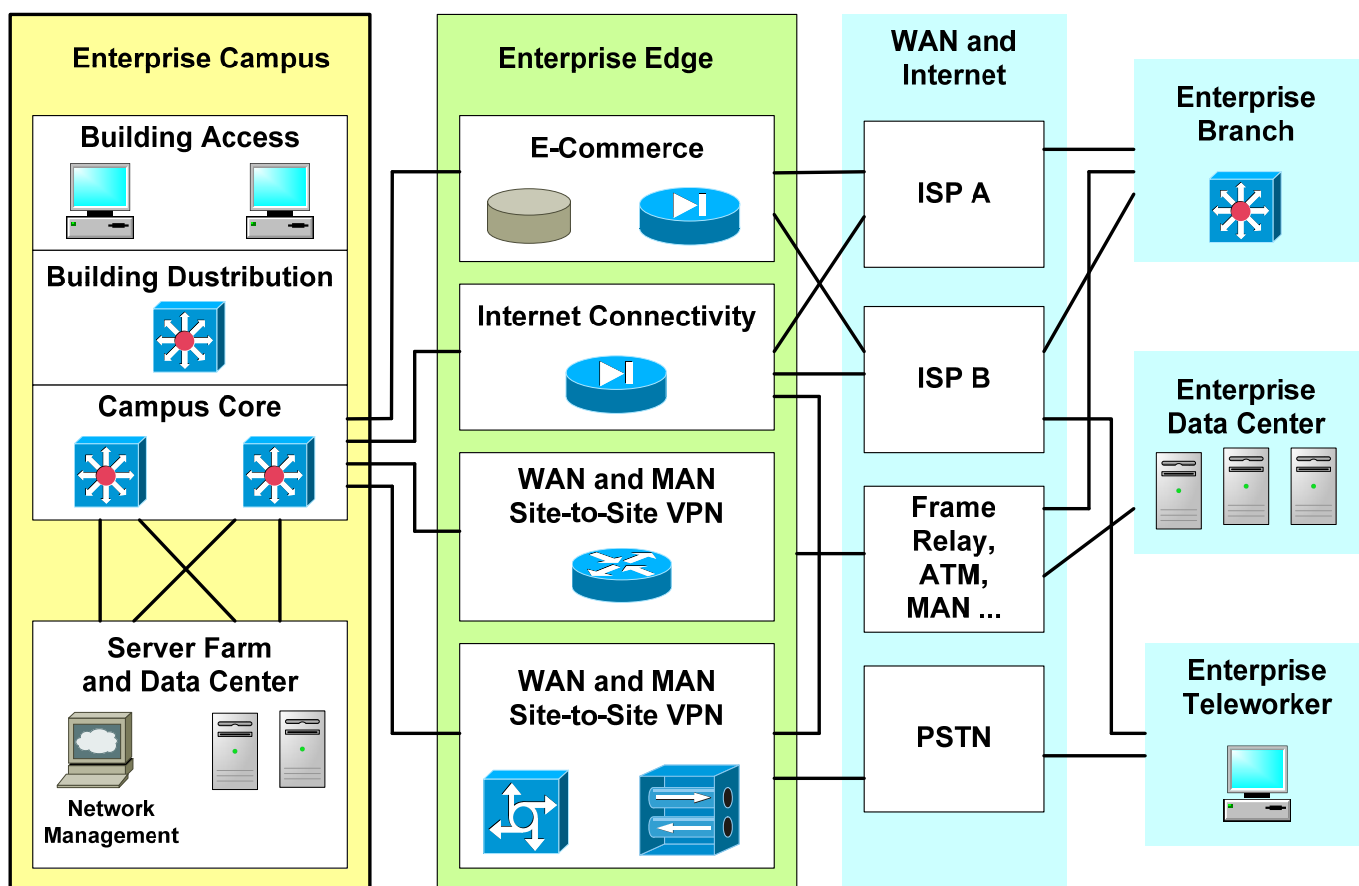 Enterprise Campus
Building Access
Building Dustribution
Campus Core
Server Farm
and Data Center
Network
Management
Enterprise Edge
E-Commerce
Internet Connectivity
WAN and MAN
Site-to-Site VPN
WAN and MAN
Site-to-Site VPN
WAN and
Internet
ISP A
ISP B
Frame
Relay,
ATM,
MAN ...
PSTN
Enterprise
Branch
Enterprise
Data Center
Enterprise
Teleworker